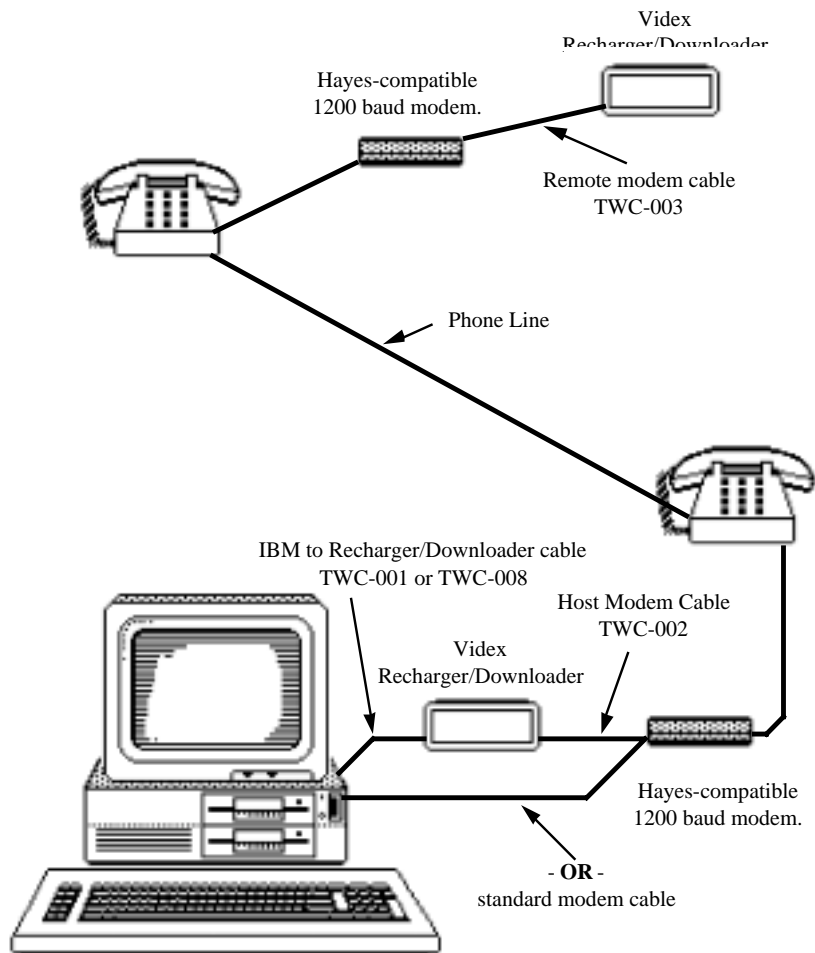 Videx
Recharger/Downloader
Hayes-compatible
1200 baud modem.
Remote modem cable
TWC-003
Phone Line
IBM to Recharger/Downloader cable
TWC-001 or TWC-008
Host Modem Cable
TWC-002
Videx
Recharger/Downloader
Hayes-compatible
1200 baud modem.
- OR -
standard modem cable